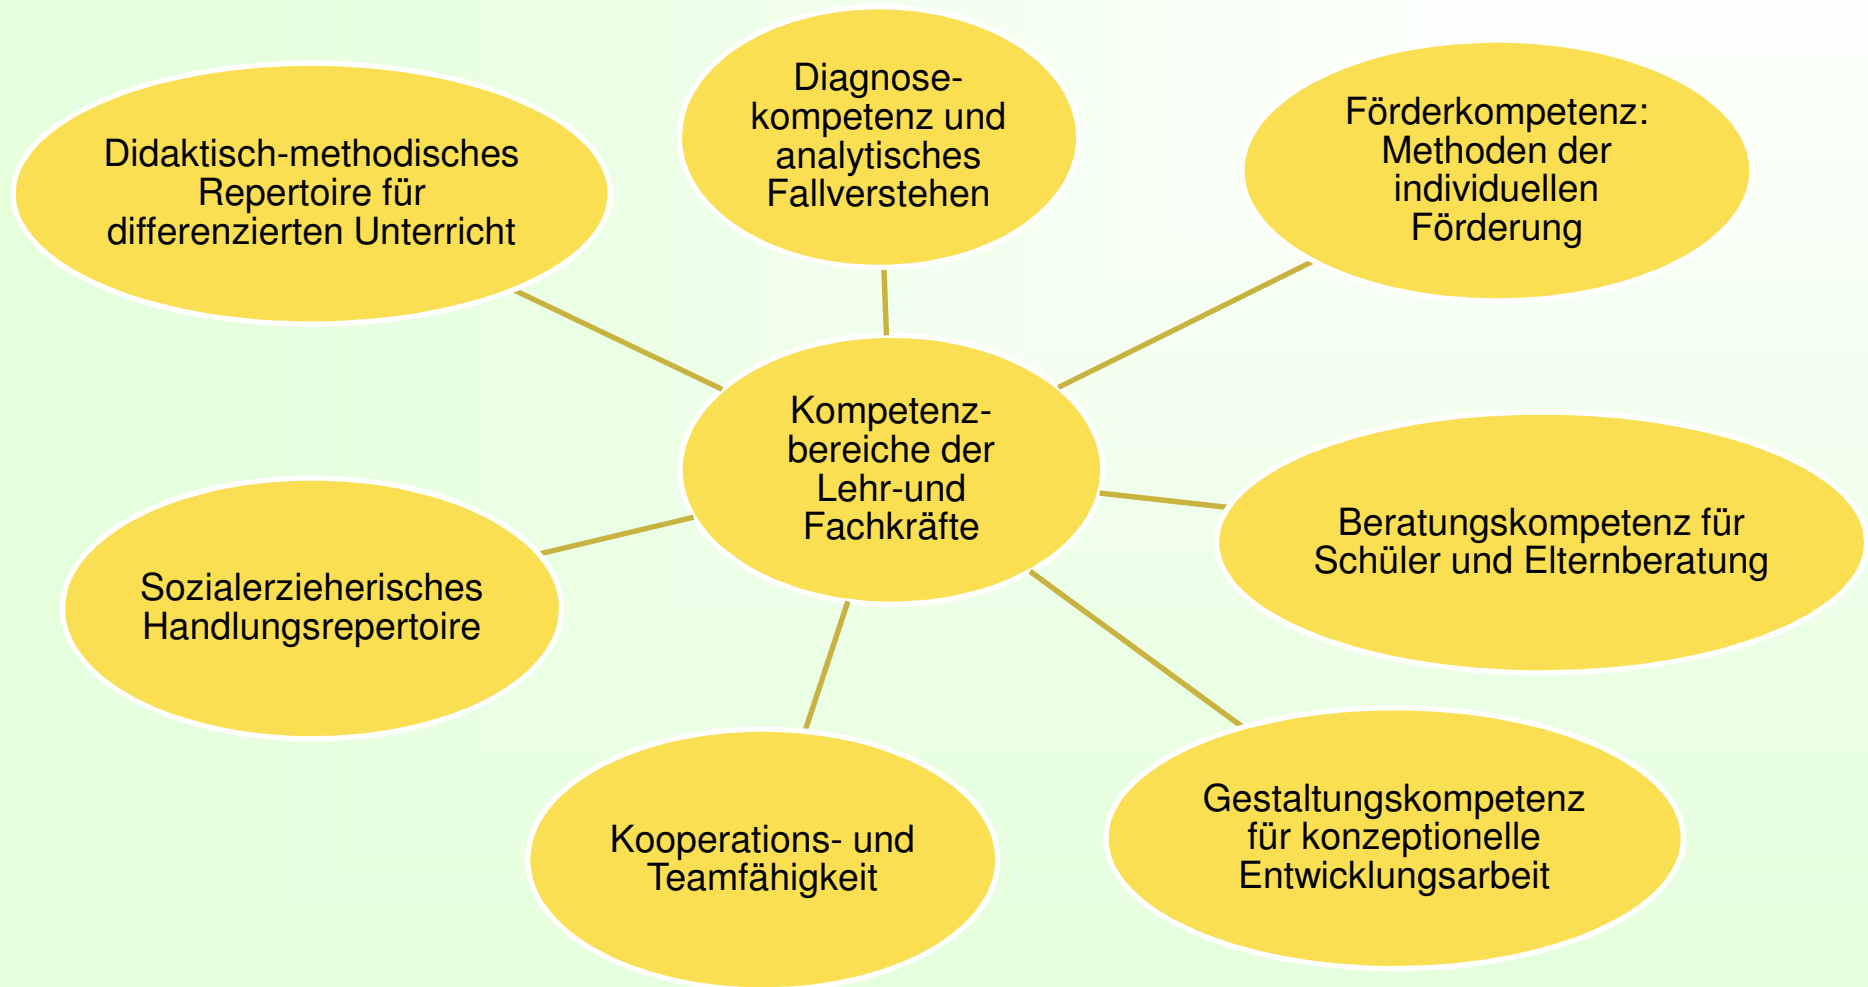 Diagnose-
kompetenz und
analytisches
Fallverstehen
Förderkompetenz:
Methoden der
individuellen
Förderung
Didaktisch-methodisches
Repertoire für
differenzierten Unterricht
Kompetenz-
bereiche der
Lehr-und
Fachkräfte
Beratungskompetenz für
Schüler und Elternberatung
Sozialerzieherisches
Handlungsrepertoire
Gestaltungskompetenz
für konzeptionelle
Entwicklungsarbeit
Kooperations- und
Teamfähigkeit